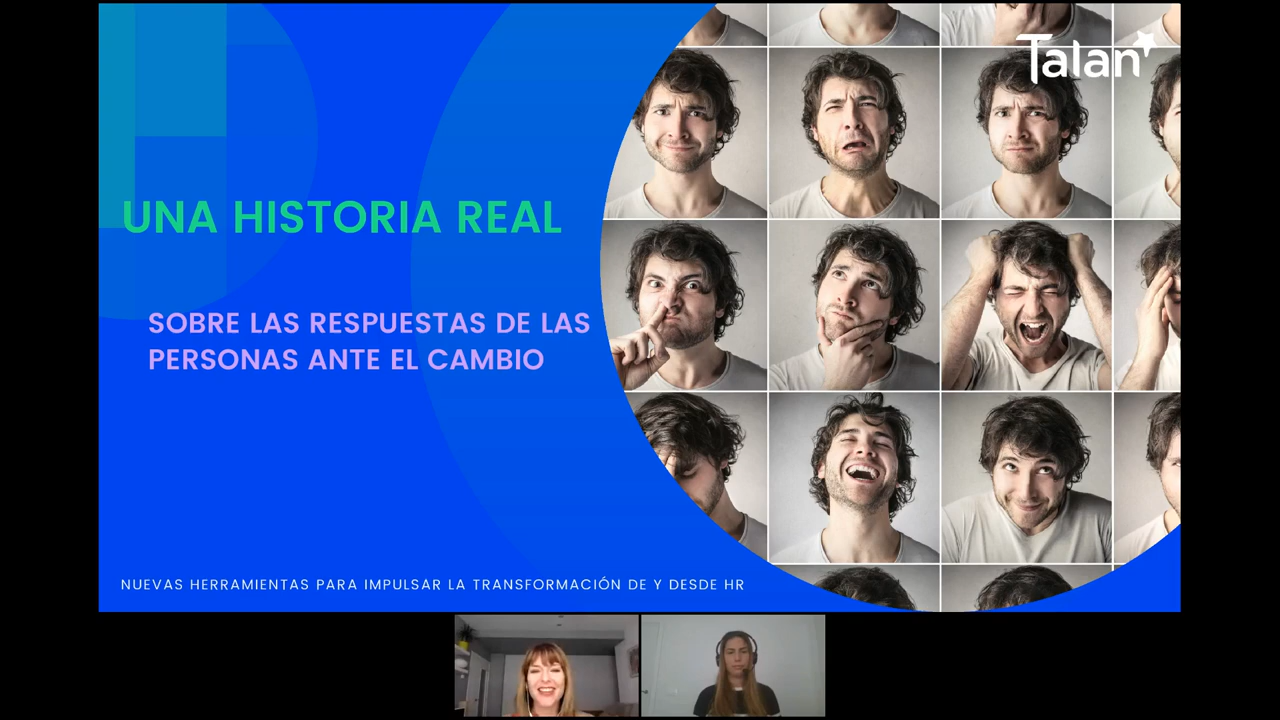 Talan
UNA HISTORIA REAL
SOBRE LAS RESPUESTAS DE LAS
PERSONAS ANTE EL CAMBIO
NUEVAS HERRAMIENTAS PARA IMPULSAR LA TRANSFORMACIÓN DE Y DESDE HR